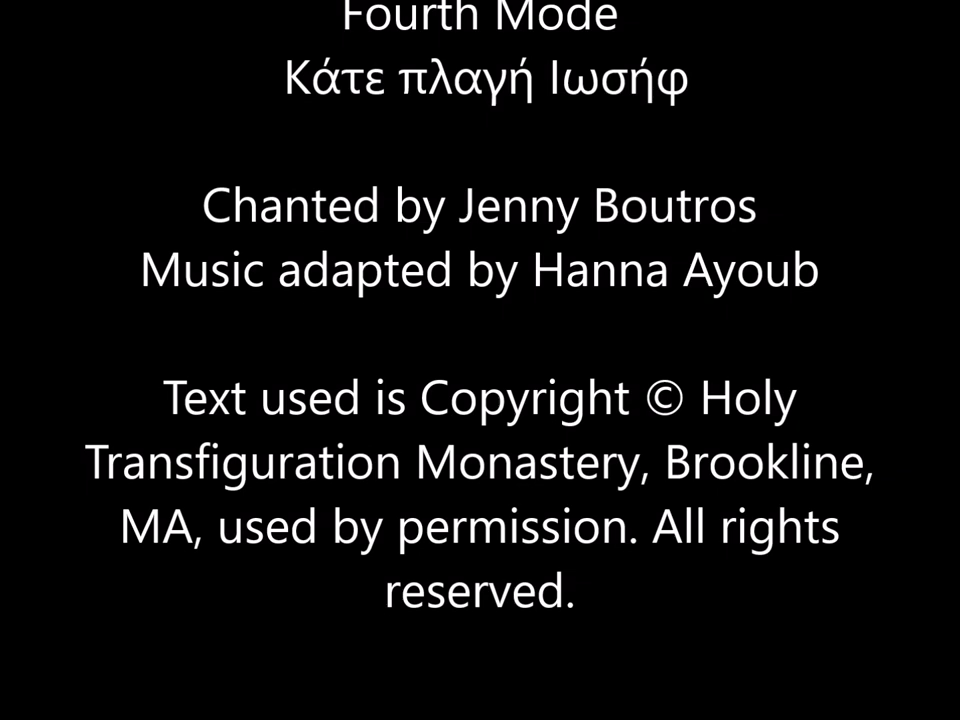 Fourth Mode
Κάτε πλαγή Ιωσήφ
Chanted by Jenny Boutros
Music adapted by Hanna Ayoub
Text used is Copyright © Holy
Transfiguration Monastery, Brookline,
MA, used by permission. All rights
reserved.